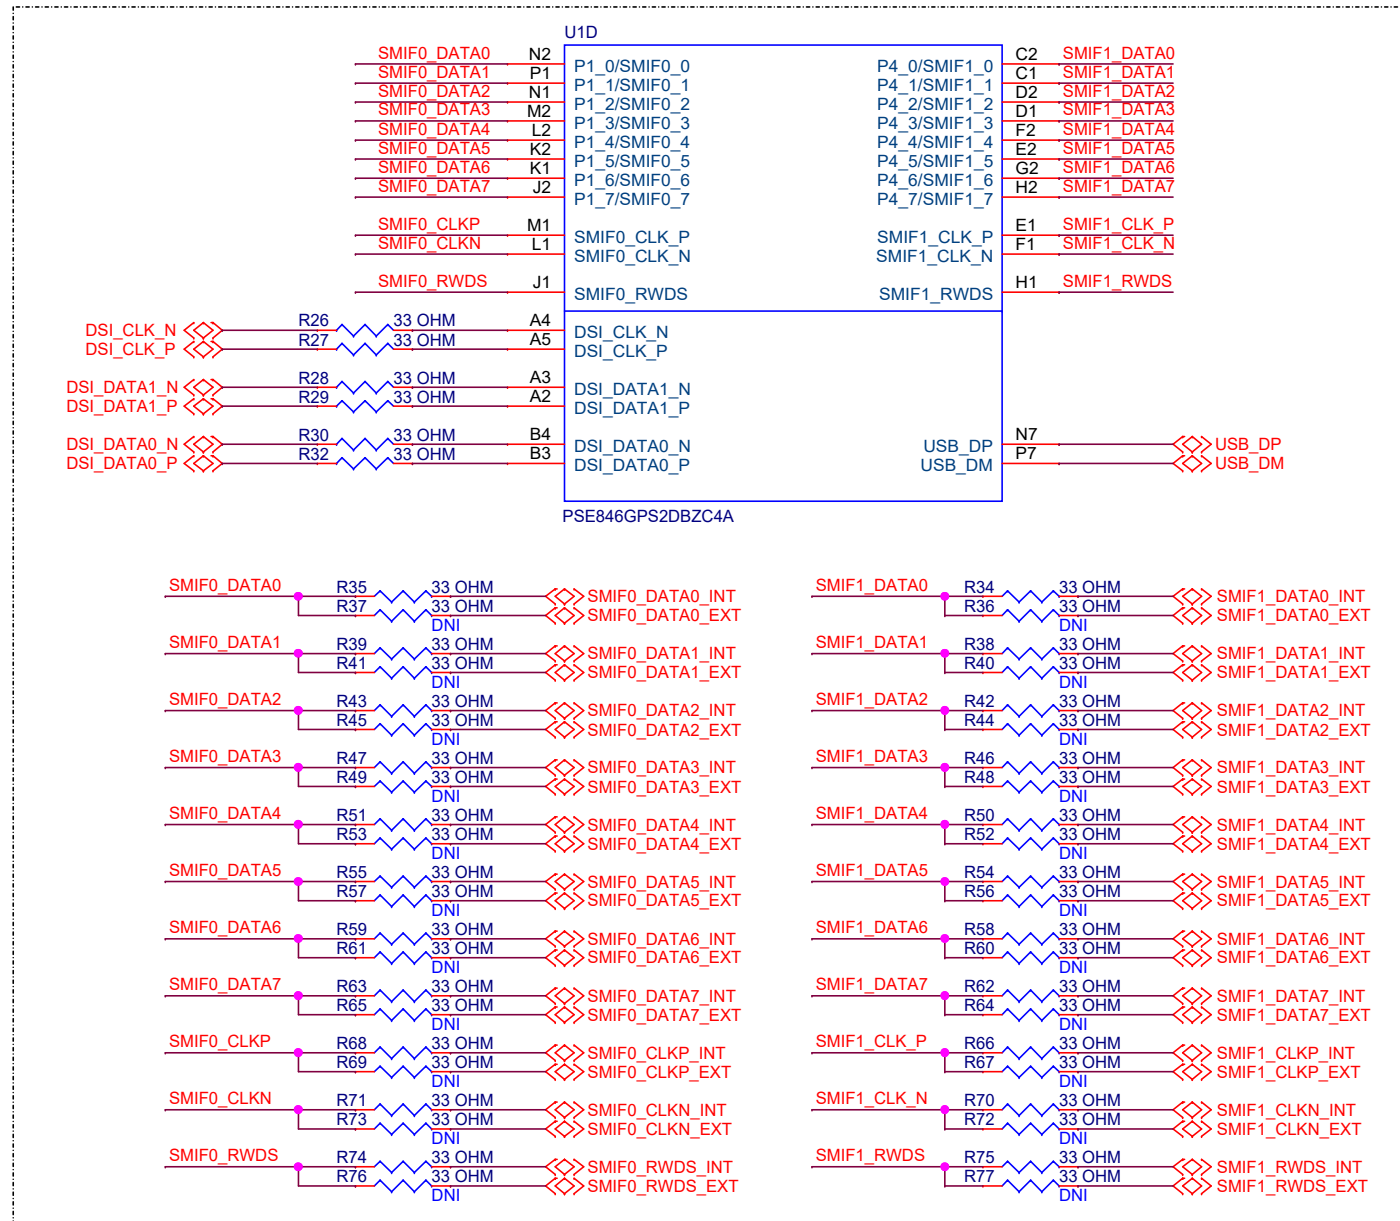 U1D
SMIF0_DATA0 N2 P1_0/SMIF0_0 P4_0/SMIF1_0 C2 SMIF1_DATA0
SMIF0_DATA1 P1 P1_1/SMIF0_1 P4_1/SMIF1_1 C1 SMIF1_DATA1
SMIF0_DATA2 N1 P1_2/SMIF0_2 P4_2/SMIF1_2 D2 SMIF1_DATA2
SMIF0_DATA3 M2 P1_3/SMIF0_3 P4_3/SMIF1_3 D1 SMIF1_DATA3
SMIF0_DATA4 L2 P1_4/SMIF0_4 P4_4/SMIF1_4 F2 SMIF1_DATA4
SMIF0_DATA5 K2 P1_5/SMIF0_5 P4_5/SMIF1_5 E2 SMIF1_DATA5
SMIF0_DATA6 K1 P1_6/SMIF0_6 P4_6/SMIF1_6 G2 SMIF1_DATA6
SMIF0_DATA7 J2 P1_7/SMIF0_7 P4_7/SMIF1_7 H2 SMIF1_DATA7
SMIF0_CLKP M1 SMIF0_CLK_P SMIF1_CLK_P E1 SMIF1_CLK_P
SMIF0_CLKN L1 SMIF0_CLK_N SMIF1_CLK_N F1 SMIF1_CLK_N
SMIF0_RWDS J1 SMIF0_RWDS SMIF1_RWDS H1 SMIF1_RWDS
DSI_CLK_N R26 33 OHM A4 DSI_CLK_N
DSI_CLK_P R27 33 OHM A5 DSI_CLK_P
DSI_DATA1_N R28 33 OHM A3 DSI_DATA1_N
DSI_DATA1_P R29 33 OHM A2 DSI_DATA1_P
DSI_DATA0_N R30 33 OHM B4 DSI_DATA0_N USB_DP N7 USB_DP
DSI_DATA0_P R32 33 OHM B3 DSI_DATA0_P USB_DM P7 USB_DM
PSE846GPS2DBZC4A
SMIF0_DATA0 R35 33 OHM SMIF0_DATA0_INT SMIF1_DATA0 R34 33 OHM SMIF1_DATA0_INT
R37 33 OHM SMIF0_DATA0_EXT R36 33 OHM SMIF1_DATA0_EXT
DNI DNI
SMIF0_DATA1 R39 33 OHM SMIF0_DATA1_INT SMIF1_DATA1 R38 33 OHM SMIF1_DATA1_INT
R41 33 OHM SMIF0_DATA1_EXT R40 33 OHM SMIF1_DATA1_EXT
DNI DNI
SMIF0_DATA2 R43 33 OHM SMIF0_DATA2_INT SMIF1_DATA2 R42 33 OHM SMIF1_DATA2_INT
R45 33 OHM SMIF0_DATA2_EXT R44 33 OHM SMIF1_DATA2_EXT
DNI DNI
SMIF0_DATA3 R47 33 OHM SMIF0_DATA3_INT SMIF1_DATA3 R46 33 OHM SMIF1_DATA3_INT
R49 33 OHM SMIF0_DATA3_EXT R48 33 OHM SMIF1_DATA3_EXT
DNI DNI
SMIF0_DATA4 R51 33 OHM SMIF0_DATA4_INT SMIF1_DATA4 R50 33 OHM SMIF1_DATA4_INT
R53 33 OHM SMIF0_DATA4_EXT R52 33 OHM SMIF1_DATA4_EXT
DNI DNI
SMIF0_DATA5 R55 33 OHM SMIF0_DATA5_INT SMIF1_DATA5 R54 33 OHM SMIF1_DATA5_INT
R57 33 OHM SMIF0_DATA5_EXT R56 33 OHM SMIF1_DATA5_EXT
DNI DNI
SMIF0_DATA6 R59 33 OHM SMIF0_DATA6_INT SMIF1_DATA6 R58 33 OHM SMIF1_DATA6_INT
R61 33 OHM SMIF0_DATA6_EXT R60 33 OHM SMIF1_DATA6_EXT
DNI DNI
SMIF0_DATA7 R63 33 OHM SMIF0_DATA7_INT SMIF1_DATA7 R62 33 OHM SMIF1_DATA7_INT
R65 33 OHM SMIF0_DATA7_EXT R64 33 OHM SMIF1_DATA7_EXT
DNI DNI
SMIF0_CLKP R68 33 OHM SMIF0_CLKP_INT SMIF1_CLK_P R66 33 OHM SMIF1_CLKP_INT
R69 33 OHM SMIF0_CLKP_EXT R67 33 OHM SMIF1_CLKP_EXT
DNI DNI
SMIF0_CLKN R71 33 OHM SMIF0_CLKN_INT SMIF1_CLK_N R70 33 OHM SMIF1_CLKN_INT
R73 33 OHM SMIF0_CLKN_EXT R72 33 OHM SMIF1_CLKN_EXT
DNI DNI
SMIF0_RWDS R74 33 OHM SMIF0_RWDS_INT SMIF1_RWDS R75 33 OHM SMIF1_RWDS_INT
R76 33 OHM SMIF0_RWDS_EXT R77 33 OHM SMIF1_RWDS_EXT
DNI DNI